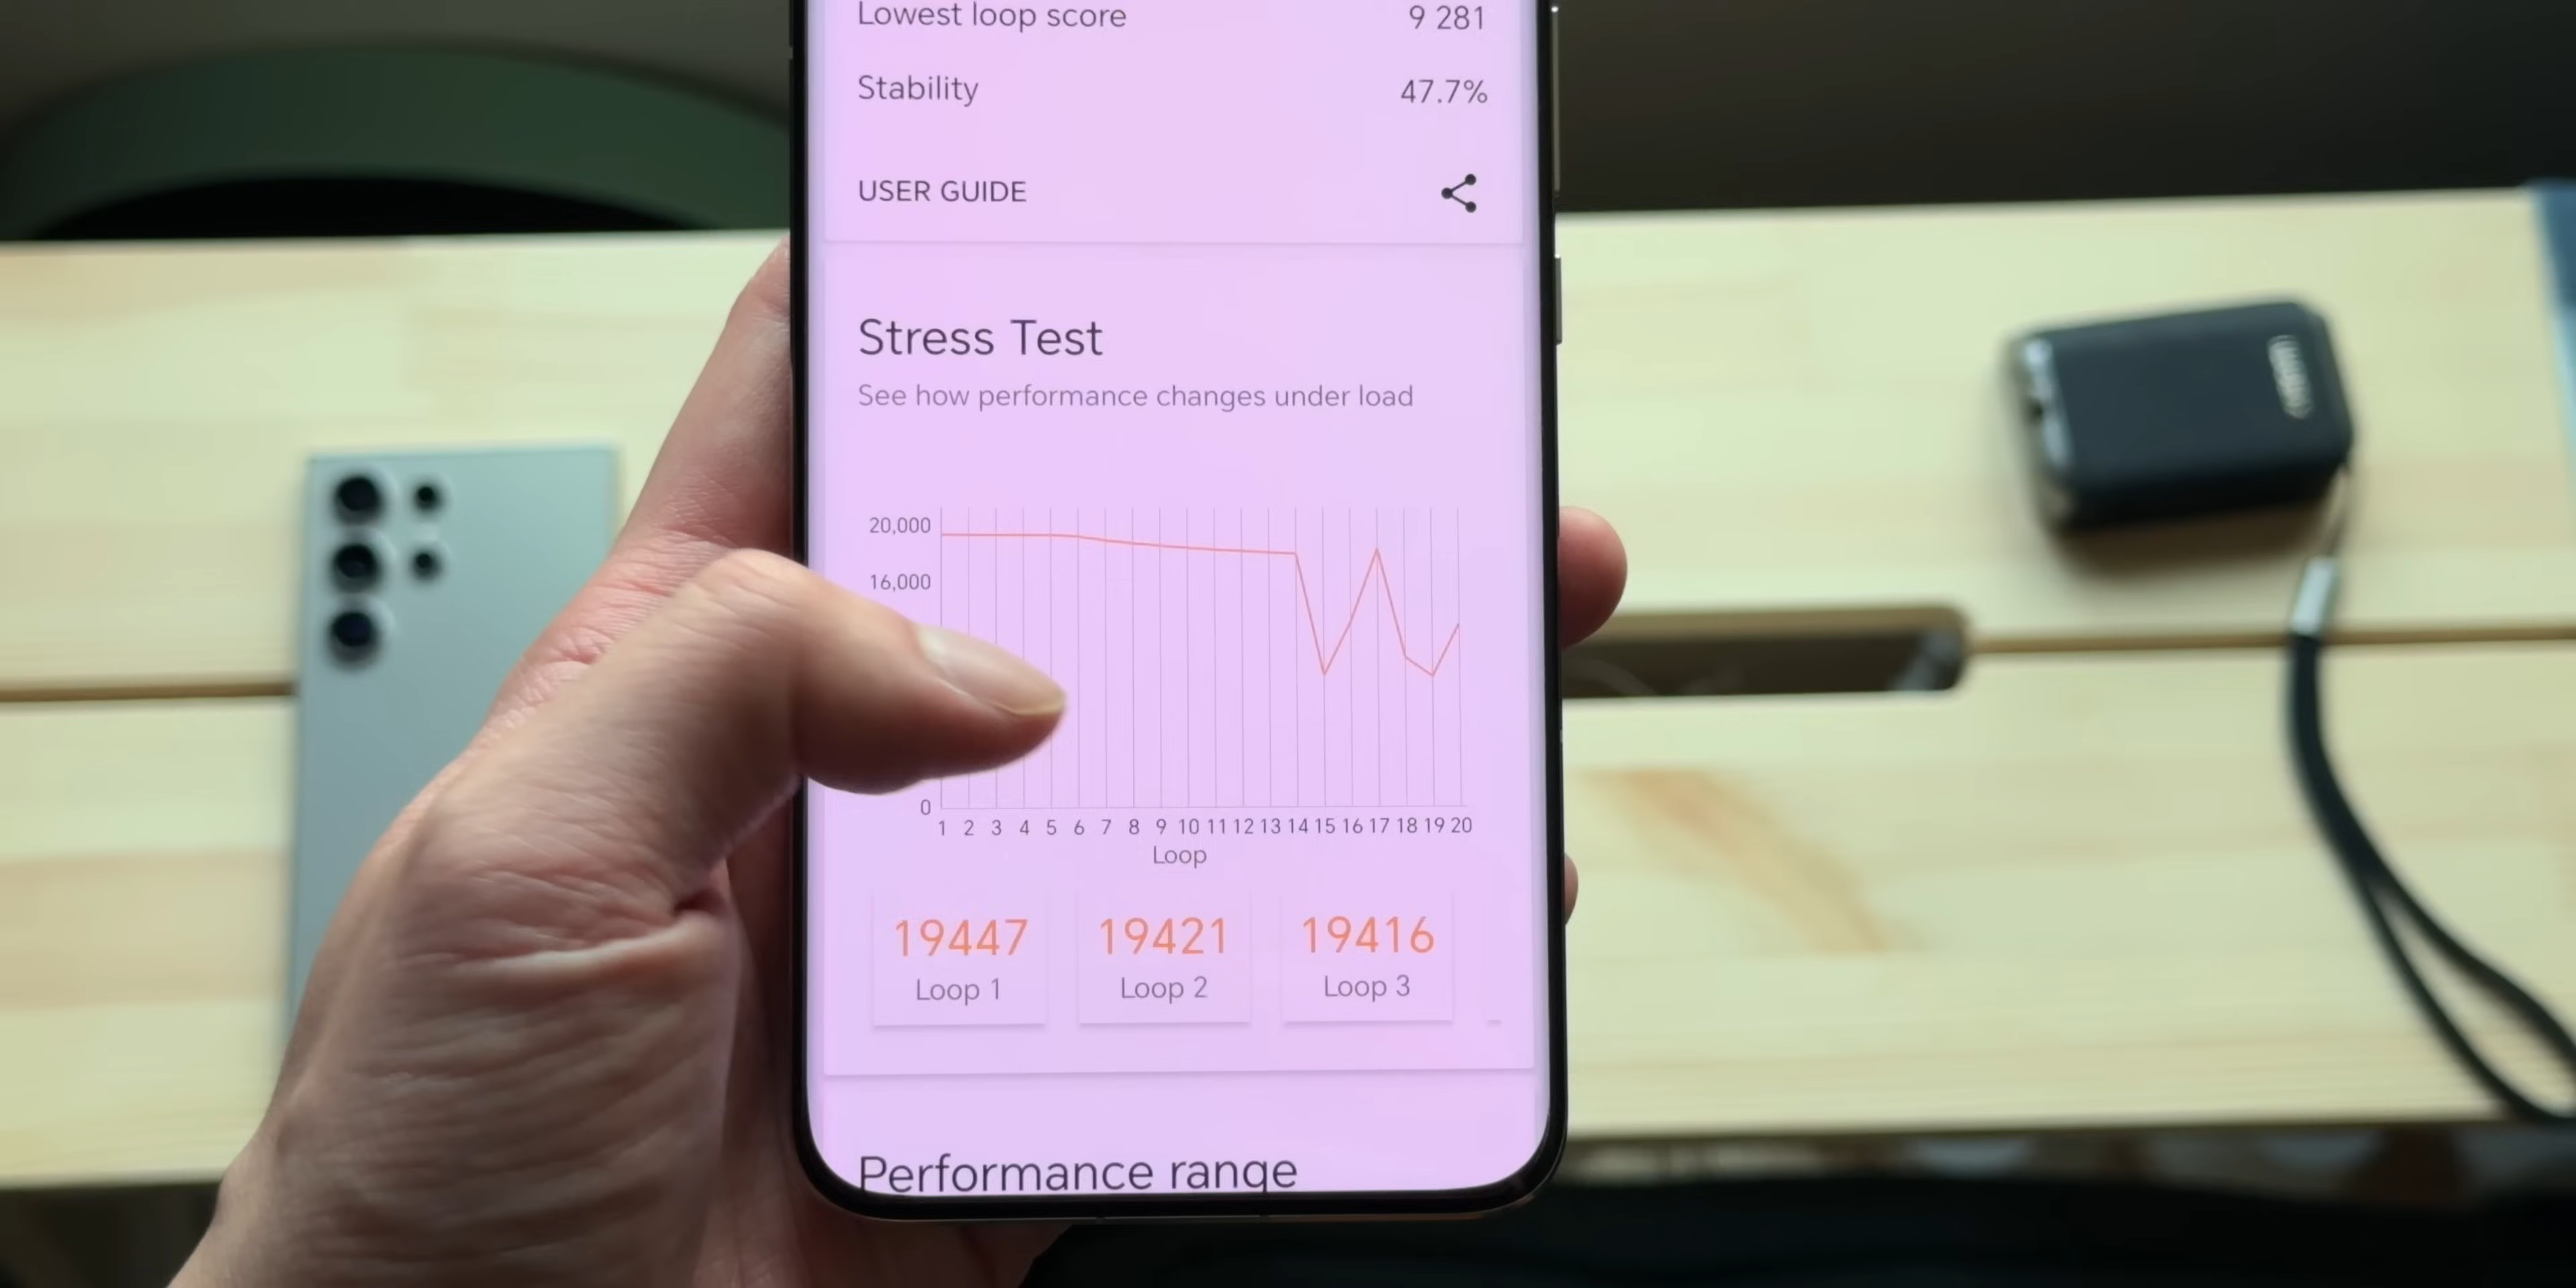 Lowest loop score 9 281
Stability 47.7%
USER GUIDE
Stress Test
See how performance changes under load
20,000
16,000
0
1 2 3 4 5 6 7 8 9 10 11 12 13 14 15 16 17 18 19 20
Loop
19447 19421 19416
Loop 1 Loop 2 Loop 3
Performance range